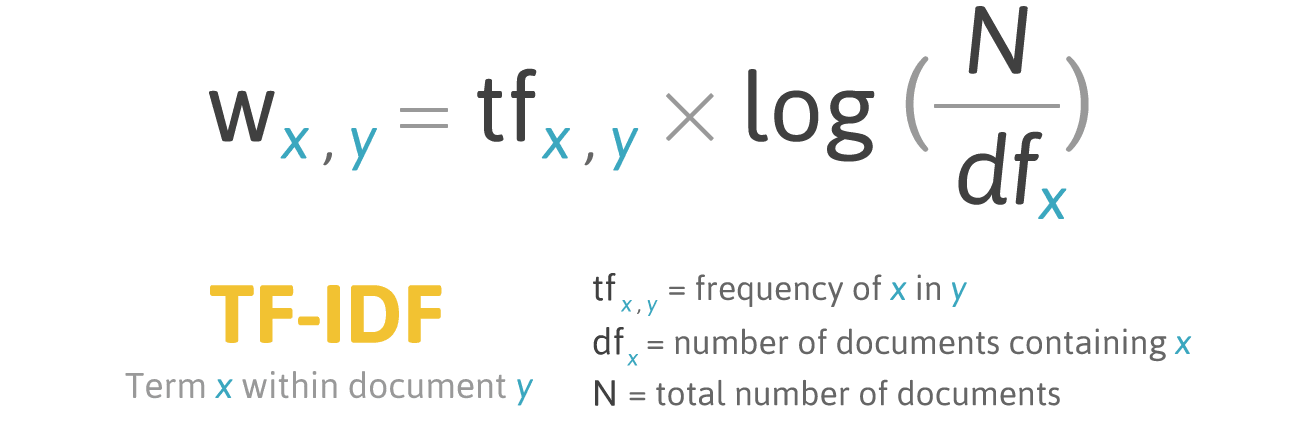 w x , y = tf x , y × log ( N / df x )
TF-IDF
Term x within document y
tf x , y = frequency of x in y
df x = number of documents containing x
N = total number of documents